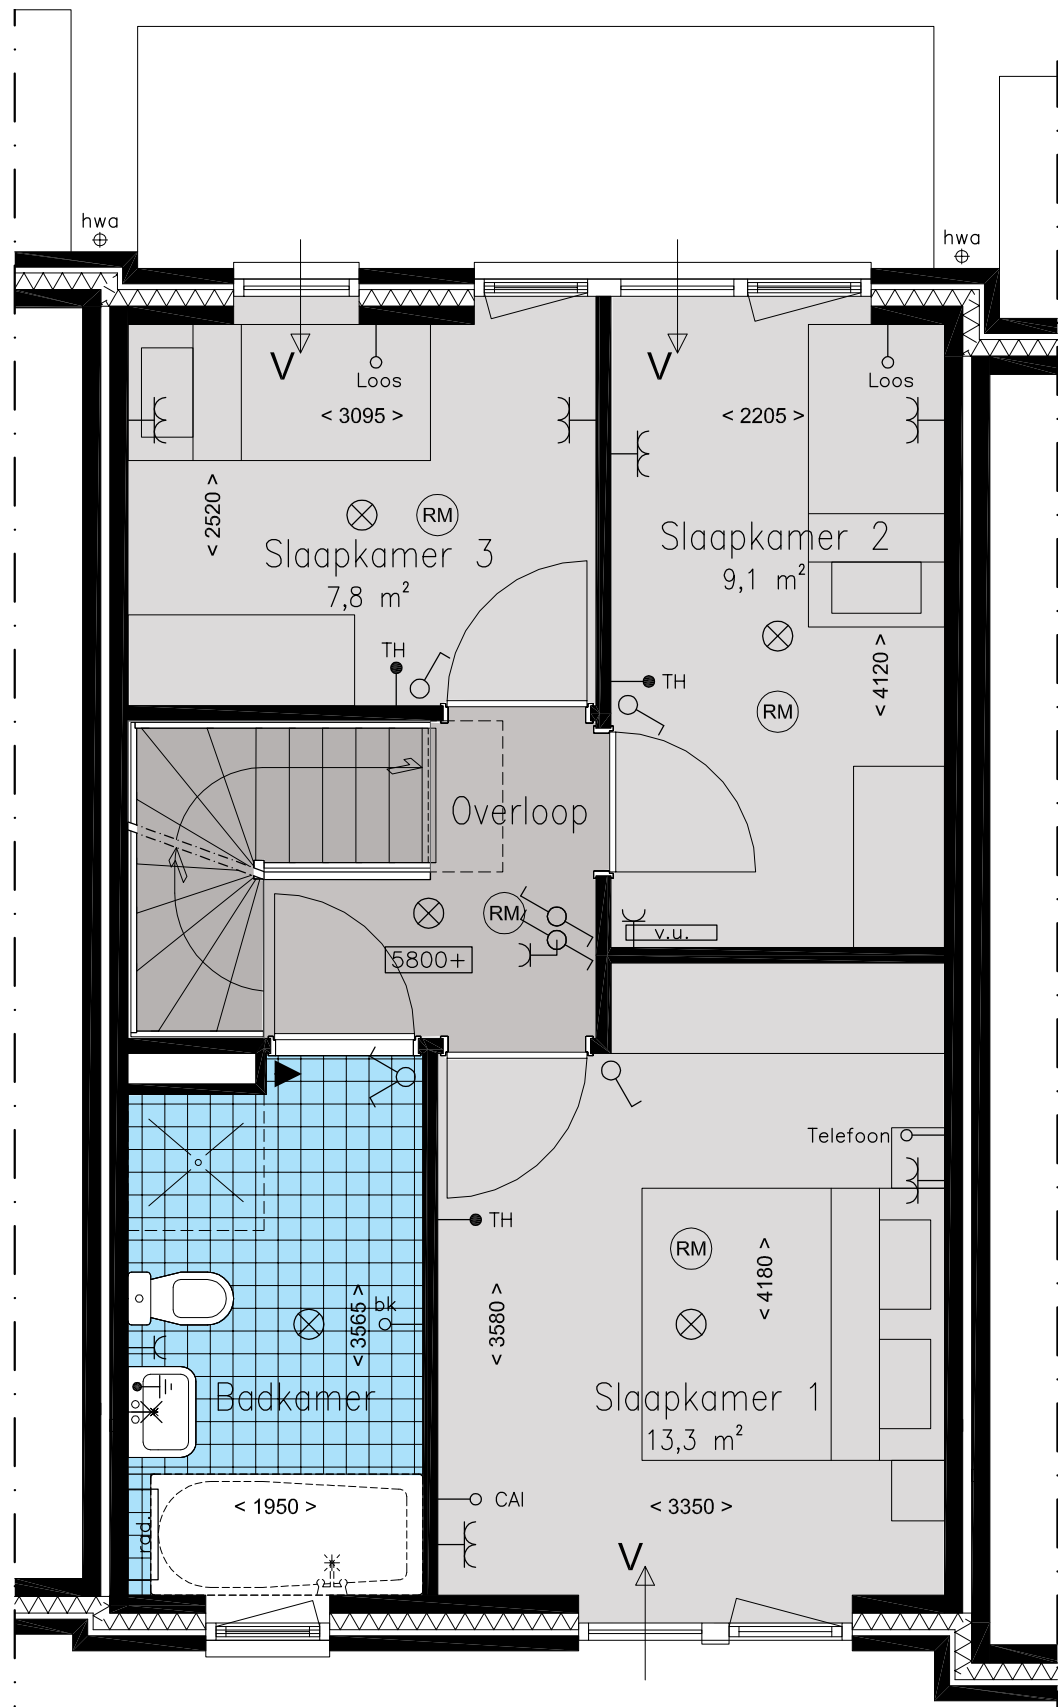 hwa
hwa
V
Loos
V
Loos
< 3095 >
< 2205 >
< 2520 >
RM
Slaapkamer 3
7,8 m²
Slaapkamer 2
9,1 m²
TH
TH
< 4120 >
RM
Overloop
RM
5800+
v.u.
Telefoon
TH
RM
< 4180 >
< 3565 >
bk
< 3580 >
Badkamer
Slaapkamer 1
13,3 m²
< 1950 >
rad.
CAI
< 3350 >
V